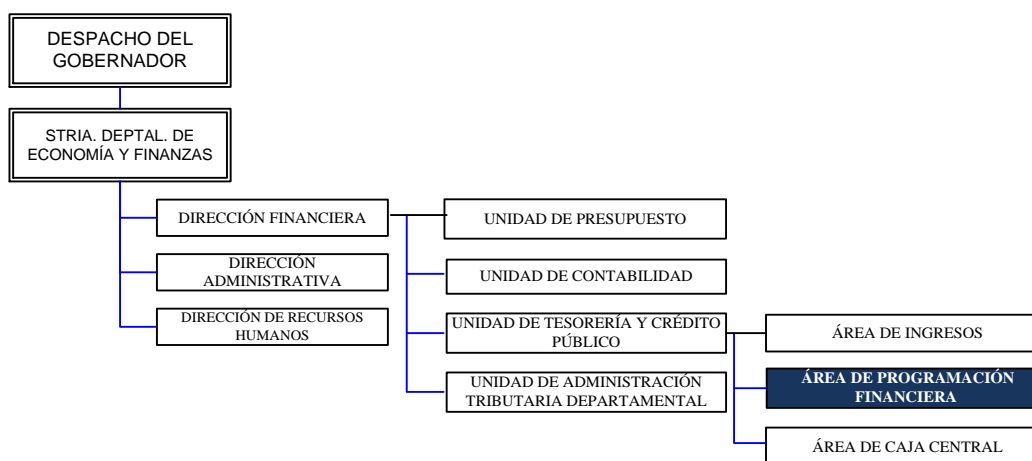 DESPACHO DEL
GOBERNADOR
STRIA. DEPTAL. DE
ECONOMÍA Y FINANZAS
DIRECCIÓN FINANCIERA
DIRECCIÓN
ADMINISTRATIVA
DIRECCIÓN DE RECURSOS
HUMANOS
UNIDAD DE PRESUPUESTO
UNIDAD DE CONTABILIDAD
UNIDAD DE TESORERÍA Y CRÉDITO
PÚBLICO
UNIDAD DE ADMINISTRACIÓN
TRIBUTARIA DEPARTAMENTAL
ÁREA DE INGRESOS
ÁREA DE PROGRAMACIÓN
FINANCIERA
ÁREA DE CAJA CENTRAL